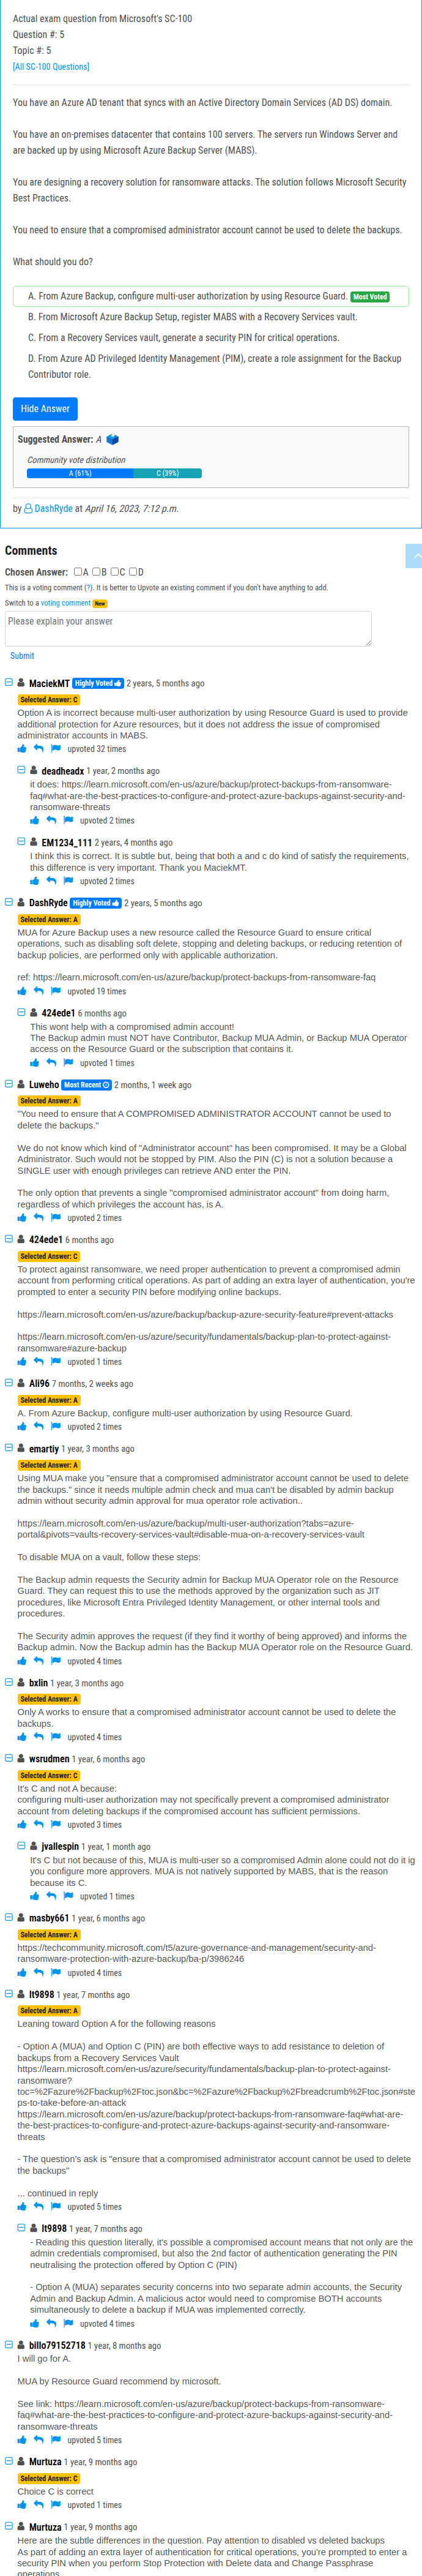 Actual exam question from Microsoft's SC-100
Question #: 5
Topic #: 5
[All SC-100 Questions]
You have an Azure AD tenant that syncs with an Active Directory Domain Services (AD DS) domain.
You have an on-premises datacenter that contains 100 servers. The servers run Windows Server and
are backed up by using Microsoft Azure Backup Server (MABS).
You are designing a recovery solution for ransomware attacks. The solution follows Microsoft Security
Best Practices.
You need to ensure that a compromised administrator account cannot be used to delete the backups.
What should you do?
A. From Azure Backup, configure multi-user authorization by using Resource Guard. Most Voted
B. From Microsoft Azure Backup Setup, register MABS with a Recovery Services vault.
C. From a Recovery Services vault, generate a security PIN for critical operations.
D. From Azure AD Privileged Identity Management (PIM), create a role assignment for the Backup
Contributor role.
Hide Answer
Suggested Answer: A
Community vote distribution
A (61%) C (39%)
by DashRyde at April 16, 2023, 7:12 p.m.
Comments
Chosen Answer: A B C D
This is a voting comment (?). It is better to Upvote an existing comment if you don't have anything to add.
Switch to a voting comment New
Please explain your answer
Submit
MaciekMT Highly Voted 2 years, 5 months ago
Selected Answer: C
Option A is incorrect because multi-user authorization by using Resource Guard is used to provide
additional protection for Azure resources, but it does not address the issue of compromised
administrator accounts in MABS.
upvoted 32 times
deadheadx 1 year, 2 months ago
it does: https://learn.microsoft.com/en-us/azure/backup/protect-backups-from-ransomware-
faq#what-are-the-best-practices-to-configure-and-protect-azure-backups-against-security-and-
ransomware-threats
upvoted 2 times
EM1234_111 2 years, 4 months ago
I think this is correct. It is subtle but, being that both a and c do kind of satisfy the requirements,
this difference is very important. Thank you MaciekMT.
upvoted 2 times
DashRyde Highly Voted 2 years, 5 months ago
Selected Answer: A
MUA for Azure Backup uses a new resource called the Resource Guard to ensure critical
operations, such as disabling soft delete, stopping and deleting backups, or reducing retention of
backup policies, are performed only with applicable authorization.
ref: https://learn.microsoft.com/en-us/azure/backup/protect-backups-from-ransomware-faq
upvoted 19 times
424ede1 6 months ago
This wont help with a compromised admin account!
The Backup admin must NOT have Contributor, Backup MUA Admin, or Backup MUA Operator
access on the Resource Guard or the subscription that contains it.
upvoted 1 times
Luweho Most Recent 2 months, 1 week ago
Selected Answer: A
"You need to ensure that A COMPROMISED ADMINISTRATOR ACCOUNT cannot be used to
delete the backups."
We do not know which kind of "Administrator account" has been compromised. It may be a Global
Administrator. Such would not be stopped by PIM. Also the PIN (C) is not a solution because a
SINGLE user with enough privileges can retrieve AND enter the PIN.
The only option that prevents a single "compromised administrator account" from doing harm,
regardless of which privileges the account has, is A.
upvoted 2 times
424ede1 6 months ago
Selected Answer: C
To protect against ransomware, we need proper authentication to prevent a compromised admin
account from performing critical operations. As part of adding an extra layer of authentication, you're
prompted to enter a security PIN before modifying online backups.
https://learn.microsoft.com/en-us/azure/backup/backup-azure-security-feature#prevent-attacks
https://learn.microsoft.com/en-us/azure/security/fundamentals/backup-plan-to-protect-against-
ransomware#azure-backup
upvoted 1 times
Ali96 7 months, 2 weeks ago
Selected Answer: A
A. From Azure Backup, configure multi-user authorization by using Resource Guard.
upvoted 2 times
emartiy 1 year, 3 months ago
Selected Answer: A
Using MUA make you "ensure that a compromised administrator account cannot be used to delete
the backups." since it needs multiple admin check and mua can't be disabled by admin backup
admin without security admin approval for mua operator role activation..
https://learn.microsoft.com/en-us/azure/backup/multi-user-authorization?tabs=azure-
portal&pivots=vaults-recovery-services-vault#disable-mua-on-a-recovery-services-vault
To disable MUA on a vault, follow these steps:
The Backup admin requests the Security admin for Backup MUA Operator role on the Resource
Guard. They can request this to use the methods approved by the organization such as JIT
procedures, like Microsoft Entra Privileged Identity Management, or other internal tools and
procedures.
The Security admin approves the request (if they find it worthy of being approved) and informs the
Backup admin. Now the Backup admin has the Backup MUA Operator role on the Resource Guard.
upvoted 4 times
bxlin 1 year, 3 months ago
Selected Answer: A
Only A works to ensure that a compromised administrator account cannot be used to delete the
backups.
upvoted 4 times
wsrudmen 1 year, 6 months ago
Selected Answer: C
It's C and not A because:
configuring multi-user authorization may not specifically prevent a compromised administrator
account from deleting backups if the compromised account has sufficient permissions.
upvoted 3 times
jvallespin 1 year, 1 month ago
It's C but not because of this, MUA is multi-user so a compromised Admin alone could not do it ig
you configure more approvers. MUA is not natively supported by MABS, that is the reason
because its C.
upvoted 1 times
masby661 1 year, 6 months ago
Selected Answer: A
https://techcommunity.microsoft.com/t5/azure-governance-and-management/security-and-
ransomware-protection-with-azure-backup/ba-p/3986246
upvoted 4 times
lt9898 1 year, 7 months ago
Selected Answer: A
Leaning toward Option A for the following reasons
- Option A (MUA) and Option C (PIN) are both effective ways to add resistance to deletion of
backups from a Recovery Services Vault
https://learn.microsoft.com/en-us/azure/security/fundamentals/backup-plan-to-protect-against-
ransomware?
toc=%2Fazure%2Fbackup%2Ftoc.json&bc=%2Fazure%2Fbackup%2Fbreadcrumb%2Ftoc.json#ste
ps-to-take-before-an-attack
https://learn.microsoft.com/en-us/azure/backup/protect-backups-from-ransomware-faq#what-are-
the-best-practices-to-configure-and-protect-azure-backups-against-security-and-ransomware-
threats
- The question's ask is "ensure that a compromised administrator account cannot be used to delete
the backups"
... continued in reply
upvoted 5 times
lt9898 1 year, 7 months ago
- Reading this question literally, it's possible a compromised account means that not only are the
admin credentials compromised, but also the 2nd factor of authentication generating the PIN
neutralising the protection offered by Option C (PIN)
- Option A (MUA) separates security concerns into two separate admin accounts, the Security
Admin and Backup Admin. A malicious actor would need to compromise BOTH accounts
simultaneously to delete a backup if MUA was implemented correctly.
upvoted 4 times
billo79152718 1 year, 8 months ago
I will go for A.
MUA by Resource Guard recommend by microsoft.
See link: https://learn.microsoft.com/en-us/azure/backup/protect-backups-from-ransomware-
faq#what-are-the-best-practices-to-configure-and-protect-azure-backups-against-security-and-
ransomware-threats
upvoted 5 times
Murtuza 1 year, 9 months ago
Selected Answer: C
Choice C is correct
upvoted 1 times
Murtuza 1 year, 9 months ago
Here are the subtle differences in the question. Pay attention to disabled vs deleted backups
As part of adding an extra layer of authentication for critical operations, you're prompted to enter a
security PIN when you perform Stop Protection with Delete data and Change Passphrase
operations.